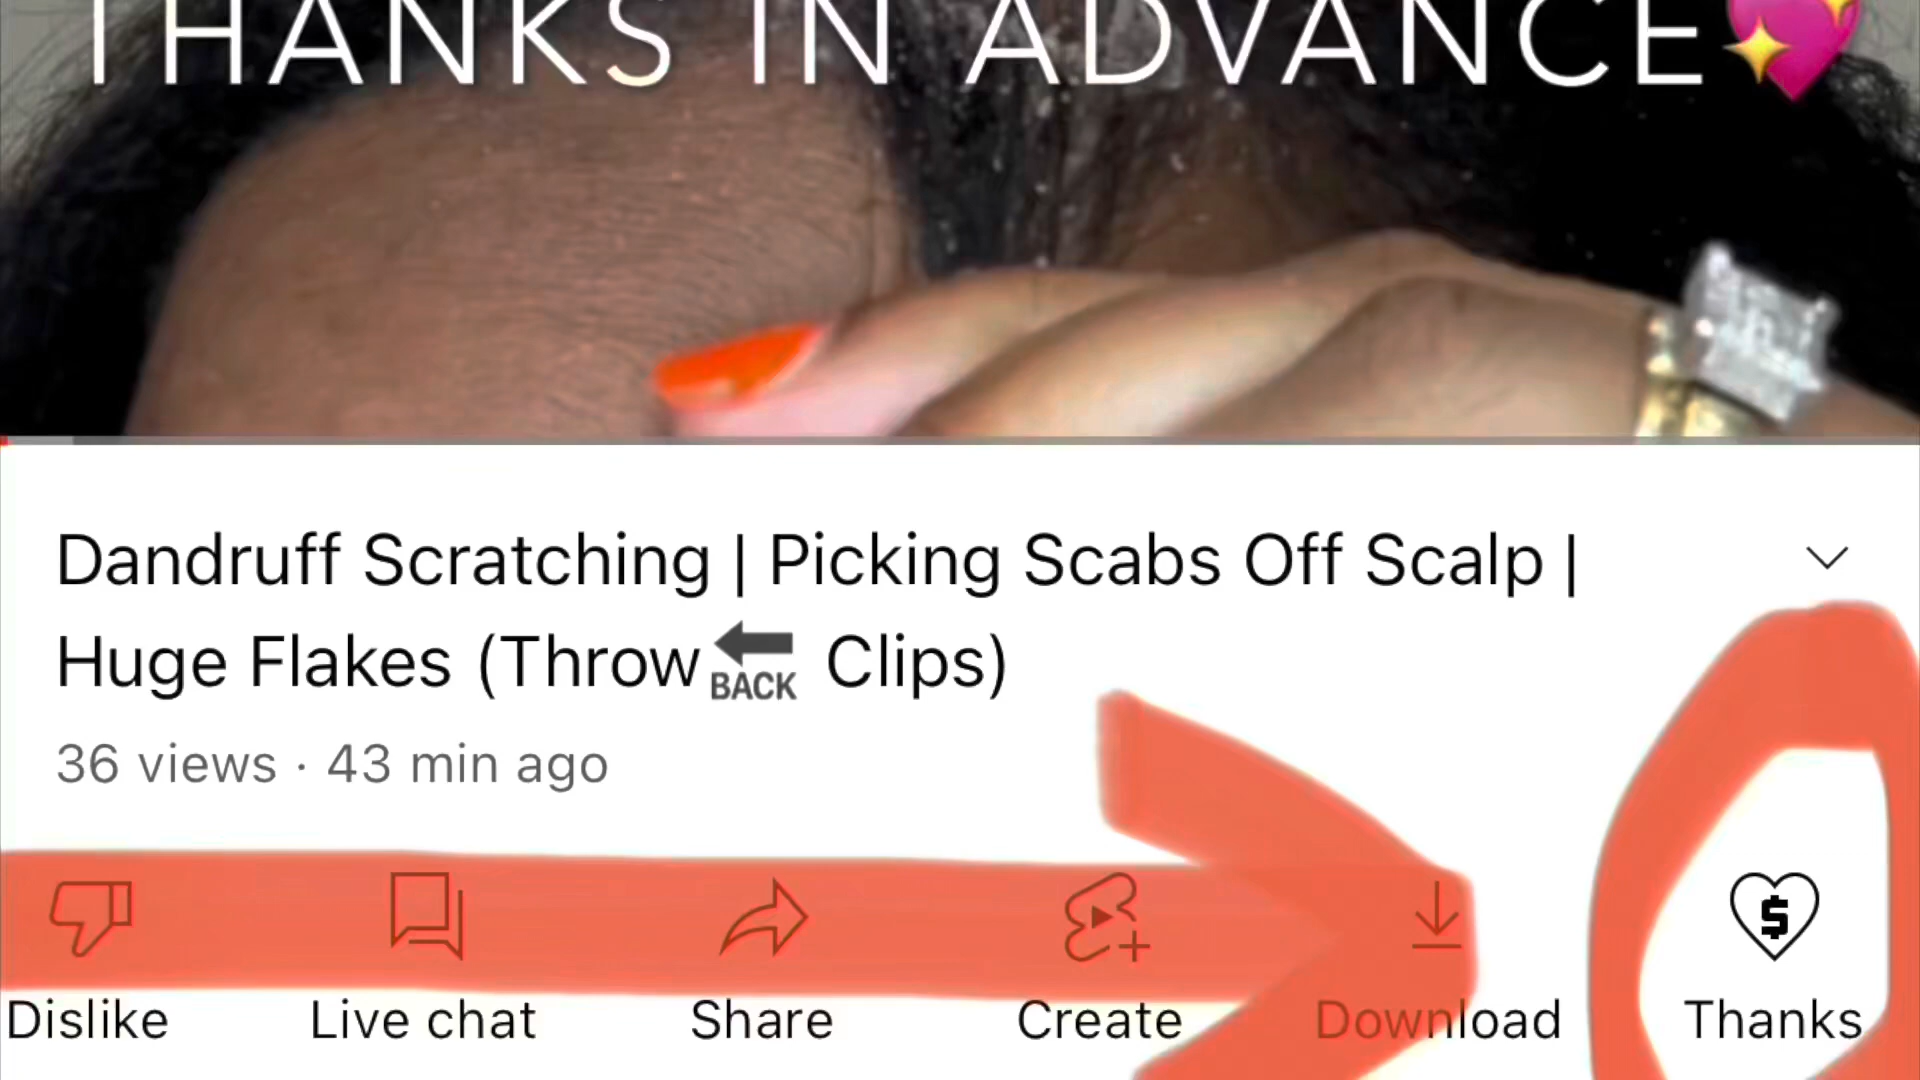 THANKS IN ADVANCE💖
Dandruff Scratching | Picking Scabs Off Scalp |
Huge Flakes (Throw🔙 Clips)
36 views · 43 min ago
$
Dislike
Live chat
Share
Create
Download
Thanks